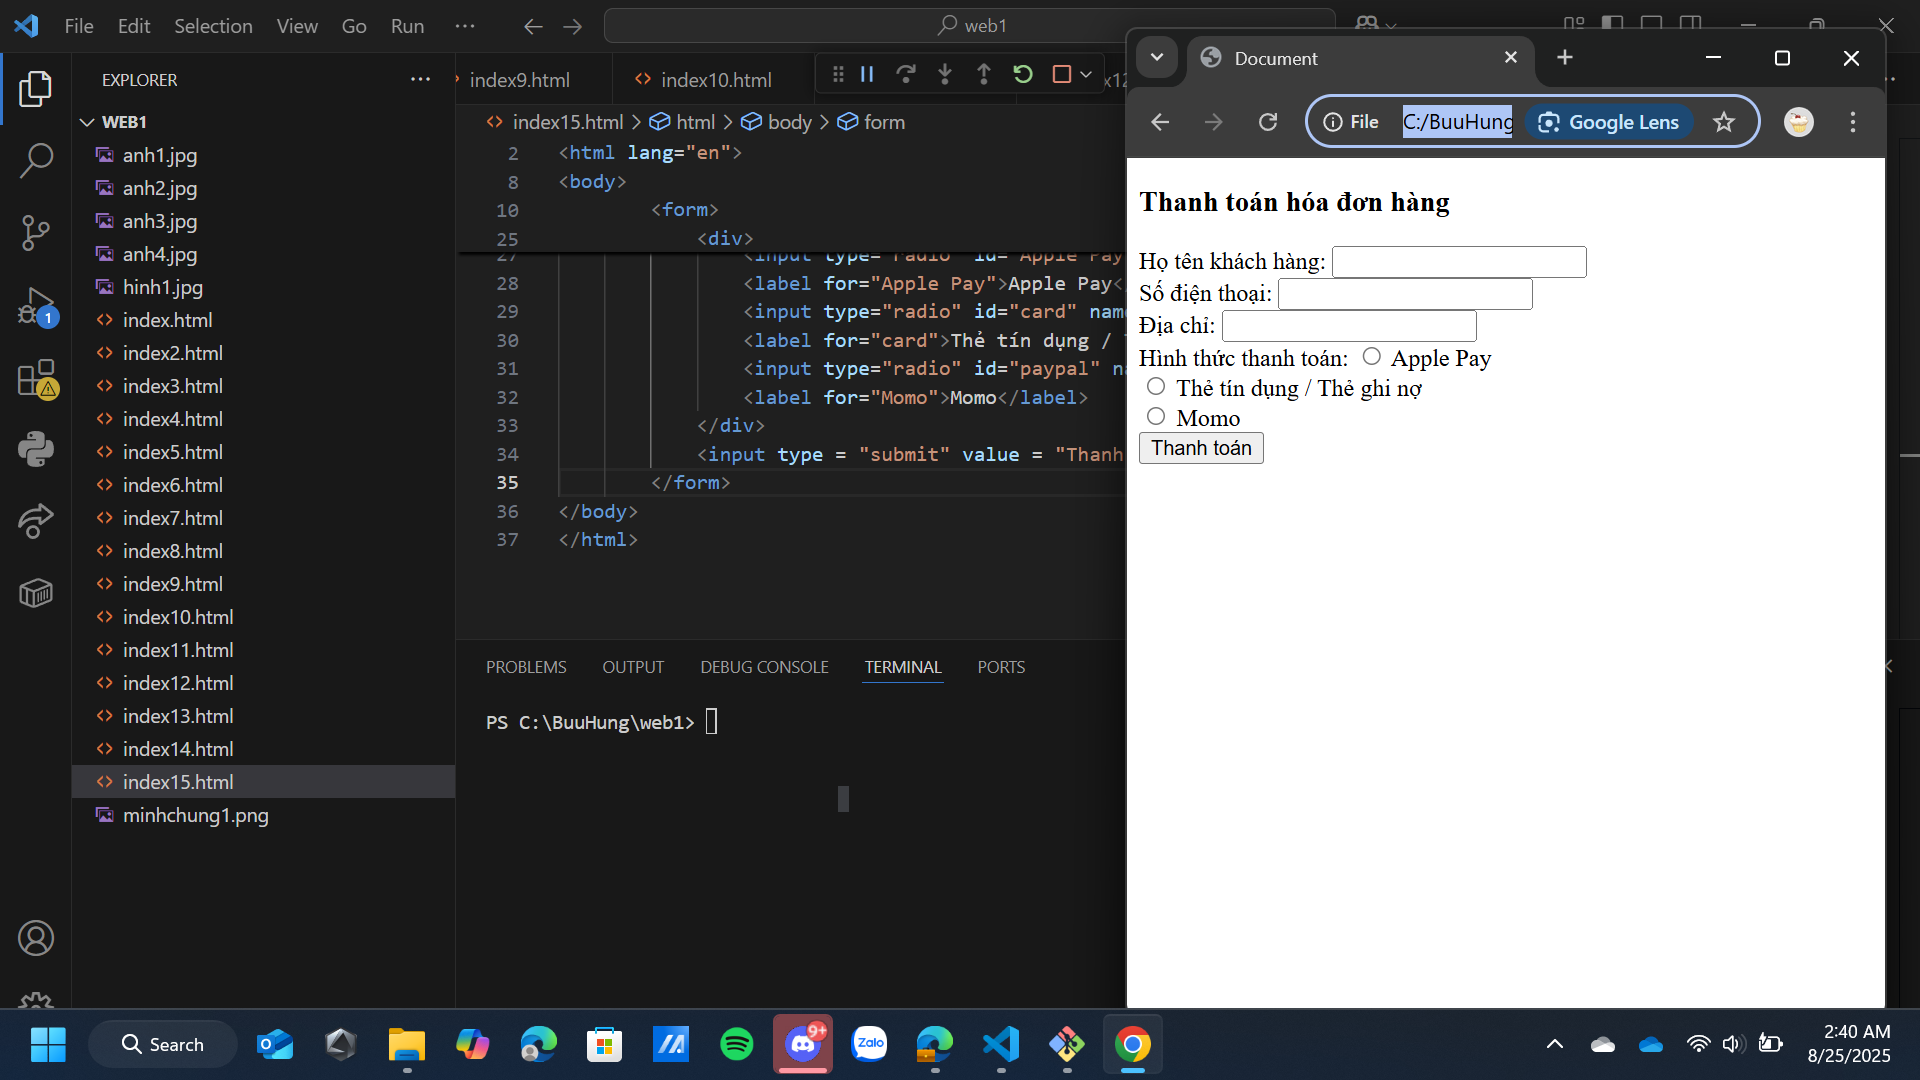 File Edit Selection View Go Run ... web1
EXPLORER
WEB1
anh1.jpg
anh2.jpg
anh3.jpg
anh4.jpg
hinh1.jpg
index.html
index2.html
index3.html
index4.html
index5.html
index6.html
index7.html
index8.html
index9.html
index10.html
index11.html
index12.html
index13.html
index14.html
index15.html
minhchung1.png
1
index9.html index10.html
index15.html > html > body > form
2 <html lang="en">
8 <body>
10 <form>
25 <div>
27 <input type="radio" id="Apple Pay
28 <label for="Apple Pay">Apple Pay<
29 <input type="radio" id="card" nam
30 <label for="card">Thẻ tín dụng /
31 <input type="radio" id="paypal" n
32 <label for="Momo">Momo</label>
33 </div>
34 <input type = "submit" value = "Thanh
35 </form>
36 </body>
37 </html>
PROBLEMS OUTPUT DEBUG CONSOLE TERMINAL PORTS
PS C:\BuuHung\web1>
Document
File C:/BuuHung Google Lens
Thanh toán hóa đơn hàng
Họ tên khách hàng:
Số điện thoại:
Địa chỉ:
Hình thức thanh toán: Apple Pay
Thẻ tín dụng / Thẻ ghi nợ
Momo
Thanh toán
Search
9+
Zalo
2:40 AM
8/25/2025